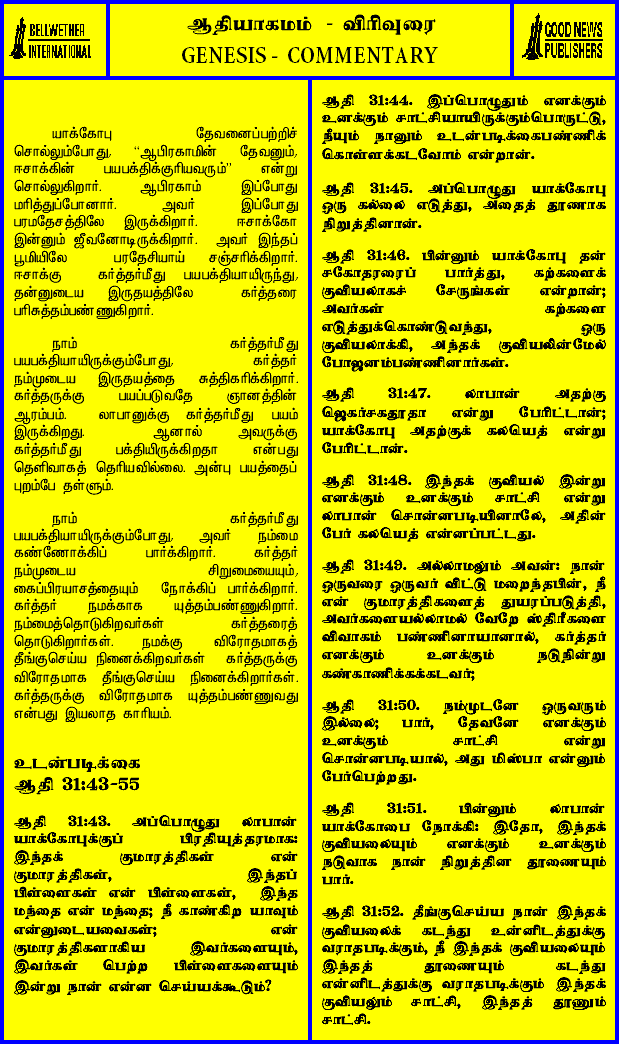 BELLWETHER
INTERNATIONAL
ஆதியாகமம் - விரிவுரை
GENESIS - COMMENTARY
GOOD NEWS
PUBLISHERS
யாக்கோபு தேவனைப்பற்றிச்
சொல்லும்போது, “ஆபிரகாமின் தேவனும்,
ஈசாக்கின் பயபக்திக்குரியவரும்” என்று
சொல்லுகிறார். ஆபிரகாம் இப்போது
மரித்துப்போனார். அவர் இப்போது
பரமதேசத்திலே இருக்கிறார். ஈசாக்கோ
இன்னும் ஜீவனோடிருக்கிறார். அவர் இந்தப்
பூமியிலே பரதேசியாய் சஞ்சரிக்கிறார்.
ஈசாக்கு கர்த்தர்மீது பயபக்தியாயிருந்து,
தன்னுடைய இருதயத்திலே கர்த்தரை
பரிசுத்தம்பண்ணுகிறார்.
நாம் கர்த்தர்மீது
பயபக்தியாயிருக்கும்போது, கர்த்தர்
நம்முடைய இருதயத்தை சுத்திகரிக்கிறார்.
கர்த்தருக்கு பயப்படுவதே ஞானத்தின்
ஆரம்பம். லாபானுக்கு கர்த்தர்மீது பயம்
இருக்கிறது. ஆனால் அவருக்கு
கர்த்தர்மீது பக்தியிருக்கிறதா என்பது
தெளிவாகத் தெரியவில்லை. அன்பு பயத்தைப்
புறம்பே தள்ளும்.
நாம் கர்த்தர்மீது
பயபக்தியாயிருக்கும்போது, அவர் நம்மை
கண்ணோக்கிப் பார்க்கிறார். கர்த்தர்
நம்முடைய சிறுமையையும்,
கைப்பிரயாசத்தையும் நோக்கிப் பார்க்கிறார்.
கர்த்தர் நமக்காக யுத்தம்பண்ணுகிறார்.
நம்மைத்தொடுகிறவர்கள் கர்த்தரைத்
தொடுகிறார்கள். நமக்கு விரோதமாகத்
தீங்குசெய்ய நினைக்கிறவர்கள் கர்த்தருக்கு
விரோதமாக தீங்குசெய்ய நினைக்கிறார்கள்.
கர்த்தருக்கு விரோதமாக யுத்தம்பண்ணுவது
என்பது இயலாத காரியம்.
உடன்படிக்கை
ஆதி 31:43-55
ஆதி 31:43. அப்பொழுது லாபான்
யாக்கோபுக்குப் பிரதியுத்தரமாக:
இந்தக் குமாரத்திகள் என்
குமாரத்திகள், இந்தப்
பிள்ளைகள் என் பிள்ளைகள், இந்த
மந்தை என் மந்தை; நீ காண்கிற யாவும்
என்னுடையவைகள்; என்
குமாரத்திகளாகிய இவர்களையும்,
இவர்கள் பெற்ற பிள்ளைகளையும்
இன்று நான் என்ன செய்யக்கூடும்?
ஆதி 31:44. இப்பொழுதும் எனக்கும்
உனக்கும் சாட்சியாயிருக்கும்பொருட்டு,
நீயும் நானும் உடன்படிக்கைபண்ணிக்
கொள்ளக்கடவோம் என்றான்.
ஆதி 31:45. அப்பொழுது யாக்கோபு
ஒரு கல்லை எடுத்து, அதைத் தூணாக
நிறுத்தினான்.
ஆதி 31:46. பின்னும் யாக்கோபு தன்
சகோதரரைப் பார்த்து, கற்களைக்
குவியலாகச் சேருங்கள் என்றான்;
அவர்கள் கற்களை
எடுத்துக்கொண்டுவந்து, ஒரு
குவியலாக்கி, அந்தக் குவியலின்மேல்
போஜனம்பண்ணினார்கள்.
ஆதி 31:47. லாபான் அதற்கு
ஜெகர்சகதூதா என்று பேரிட்டான்;
யாக்கோபு அதற்குக் கலயெத் என்று
பேரிட்டான்.
ஆதி 31:48. இந்தக் குவியல் இன்று
எனக்கும் உனக்கும் சாட்சி என்று
லாபான் சொன்னபடியினாலே, அதின்
பேர் கலயெத் என்னப்பட்டது.
ஆதி 31:49. அல்லாமலும் அவன்: நான்
ஒருவரை ஒருவர் விட்டு மறைந்தபின், நீ
என் குமாரத்திகளைத் துயரப்படுத்தி,
அவர்களையல்லாமல் வேறே ஸ்திரீகளை
விவாகம் பண்ணினாயானால், கர்த்தர்
எனக்கும் உனக்கும் நடுநின்று
கண்காணிக்கக்கடவர்;
ஆதி 31:50. நம்முடனே ஒருவரும்
இல்லை; பார், தேவனே எனக்கும்
உனக்கும் சாட்சி என்று
சொன்னபடியால், அது மிஸ்பா என்னும்
பேர்பெற்றது.
ஆதி 31:51. பின்னும் லாபான்
யாக்கோபை நோக்கி: இதோ, இந்தக்
குவியலையும் எனக்கும் உனக்கும்
நடுவாக நான் நிறுத்தின தூணையும்
பார்.
ஆதி 31:52. தீங்குசெய்ய நான் இந்தக்
குவியலைக் கடந்து உன்னிடத்துக்கு
வராதபடிக்கும், நீ இந்தக் குவியலையும்
இந்தத் தூணையும் கடந்து
என்னிடத்துக்கு வராதபடிக்கும் இந்தக்
குவியலும் சாட்சி, இந்தத் தூணும்
சாட்சி.